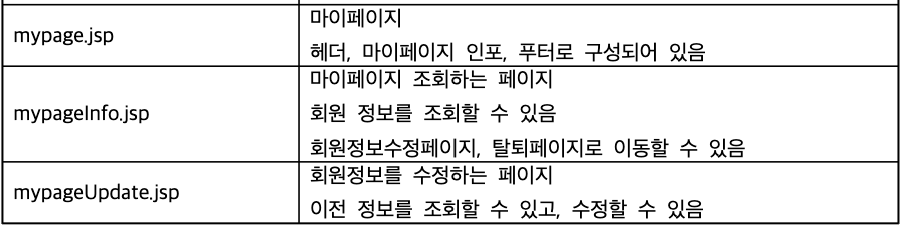 mypage.jsp
마이페이지
헤더, 마이페이지 인포, 푸터로 구성되어 있음
mypageInfo.jsp
마이페이지 조회하는 페이지
회원 정보를 조회할 수 있음
회원정보수정페이지, 탈퇴페이지로 이동할 수 있음
mypageUpdate.jsp
회원정보를 수정하는 페이지
이전 정보를 조회할 수 있고, 수정할 수 있음